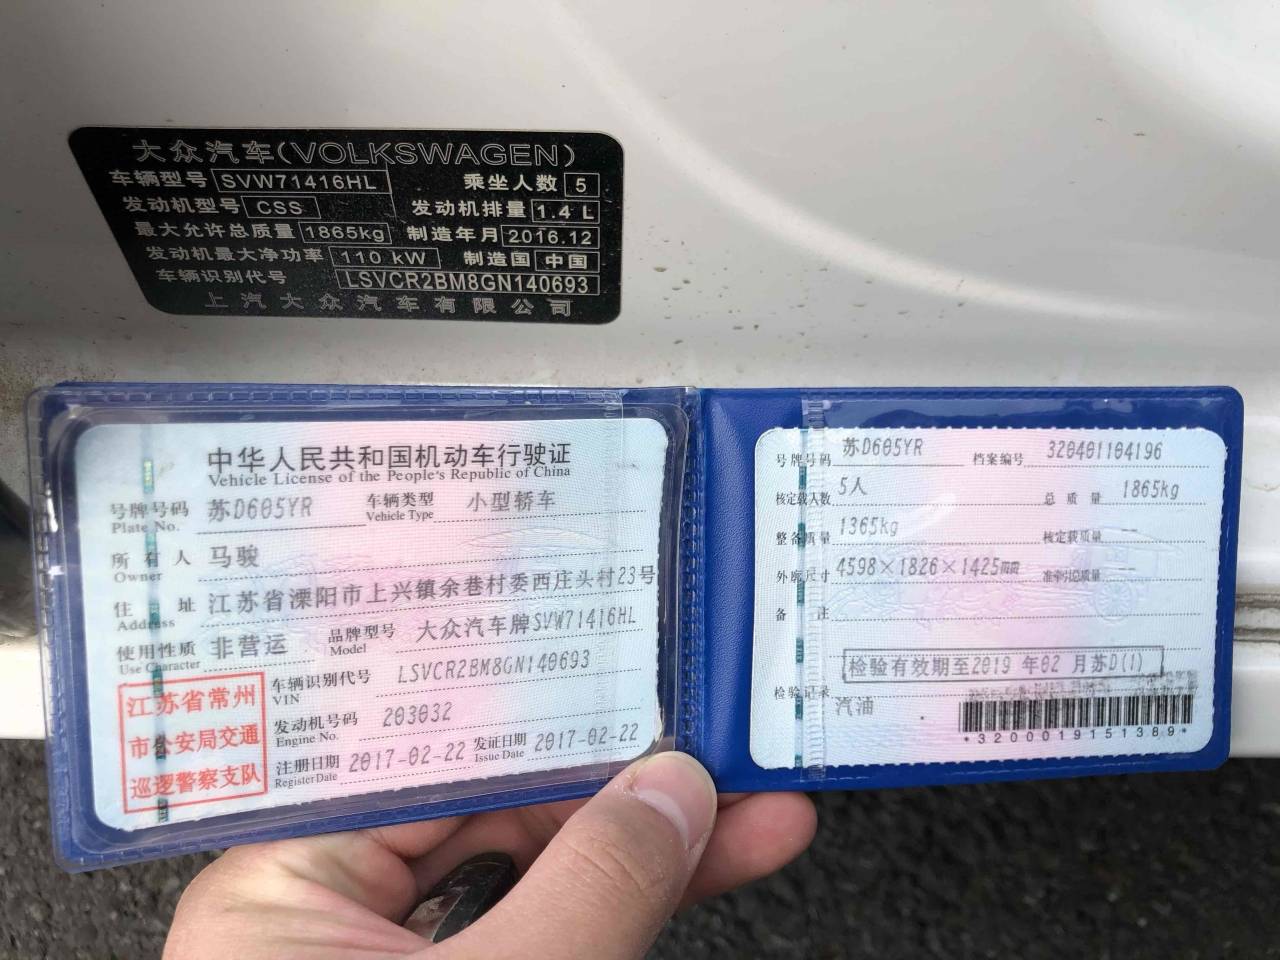 大众汽车(VOLKSWAGEN)
车辆型号 SVW71416HL 乘坐人数 5
发动机型号 CSS 发动机排量 1.4 L
最大允许总质量 1865kg 制造年月 2016.12
发动机最大净功率 110 kW 制造国 中国
车辆识别代号 LSVCR2BM8GN140693
上汽大众汽车有限公司
中华人民共和国机动车行驶证
Vehicle License of the People's Republic of China
号牌号码 苏D605YR 车辆类型 小型轿车
Plate No. Vehicle Type
所有人 马骏
Owner
住址 江苏省溧阳市上兴镇余巷村委西庄头村23号
Address
使用性质 非营运 品牌型号 大众汽车牌SVW71416HL
Use Character Model
车辆识别代号 LSVCR2BM8GN140693
VIN
发动机号码 203032
Engine No.
注册日期 2017-02-22 发证日期 2017-02-22
Register Date Issue Date
江苏省常州
市公安局交通
巡逻警察支队
号牌号码 苏D605YR 档案编号 320401104196
核定载人数 5人 总质量 1865kg
整备质量 1365kg 核定载质量 --
外廓尺寸 4598×1826×1425mm 准牵引总质量 --
备注
检验有效期至2019 年02 月苏D(1)
检验记录
汽油
*3200019151389*